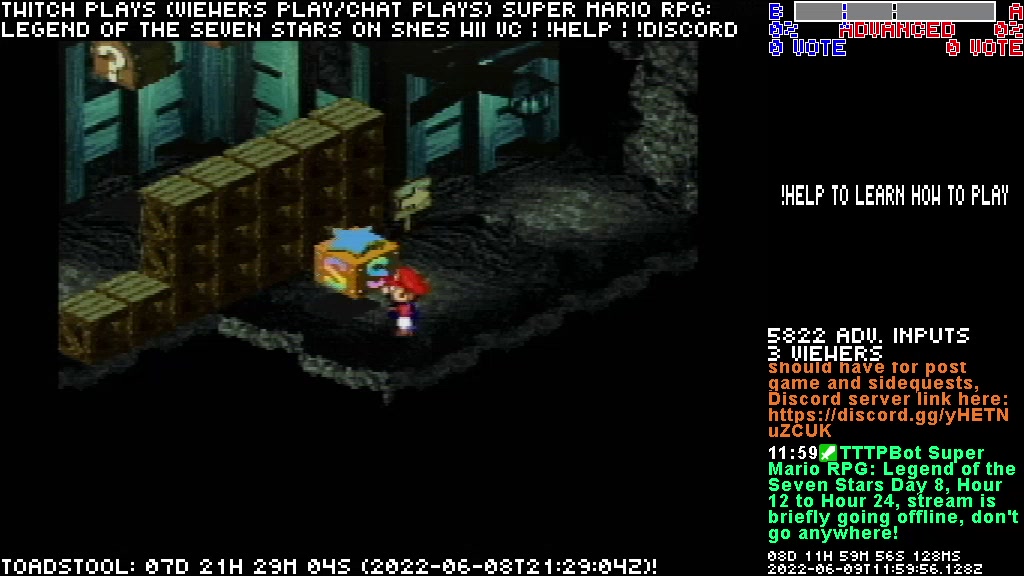 TWITCH PLAYS (VIEWERS PLAY/CHAT PLAYS) SUPER MARIO RPG:
LEGEND OF THE SEVEN STARS ON SNES WII VC ¦ !HELP ¦ !DISCORD
B A
0% ADVANCED 0%
0 VOTE 0 VOTE
?
S S
!HELP TO LEARN HOW TO PLAY
5822 ADV. INPUTS
3 VIEWERS
should have for post
game and sidequests,
Discord server link here:
https://discord.gg/yHETN
uZCUK
11:59 TTTPBot Super
Mario RPG: Legend of the
Seven Stars Day 8, Hour
12 to Hour 24, stream is
briefly going offline, don't
go anywhere!
08D 11H 59M 56S 128MS
2022-06-09T11:59:56.128Z
TOADSTOOL: 07D 21H 29M 04S (2022-06-08T21:29:04Z)!